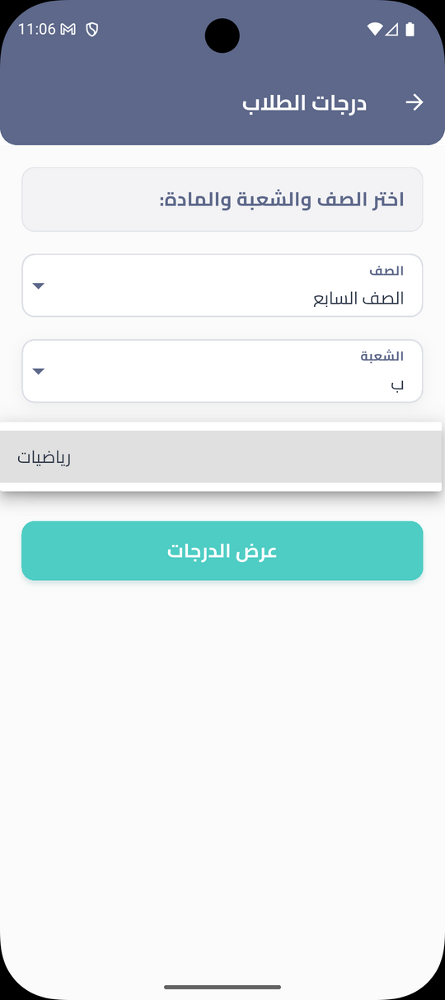 11:06
درجات الطلاب
اختر الصف والشعبة والمادة:
الصف
الصف السابع
الشعبة
ب
رياضيات
عرض الدرجات